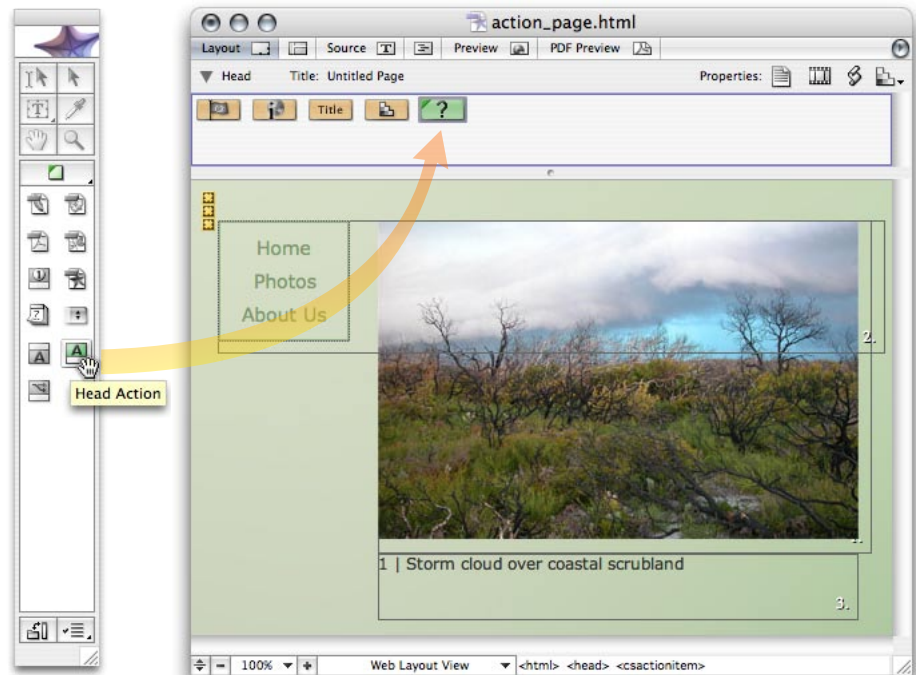 action_page.html
Layout Source T Preview PDF Preview
Head Title: Untitled Page Properties:
Title ?
Home
Photos
About Us
2.
A A
Head Action
1 | Storm cloud over coastal scrubland
3.
100% Web Layout View <html> <head> <csactionitem>